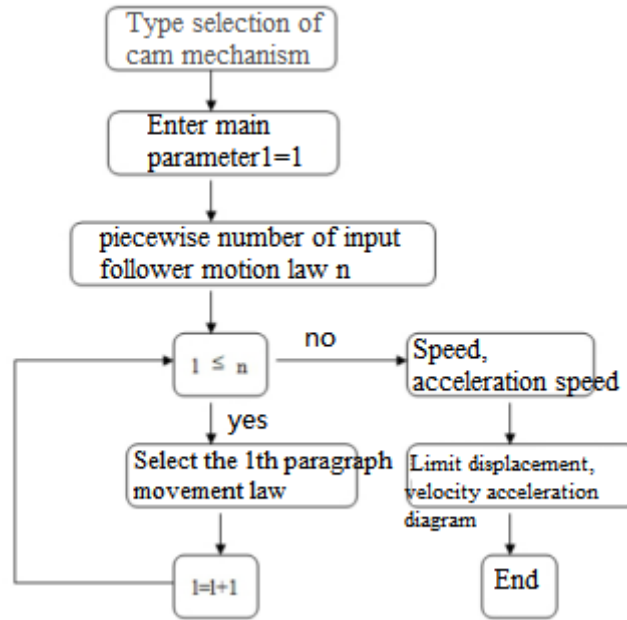 Type selection of
cam mechanism
Enter main
parameter1=1
piecewise number of input
follower motion law n
1 ≤ n
no
Speed,
acceleration speed
yes
Select the 1th paragraph
movement law
Limit displacement,
velocity acceleration
diagram
l=l+1
End